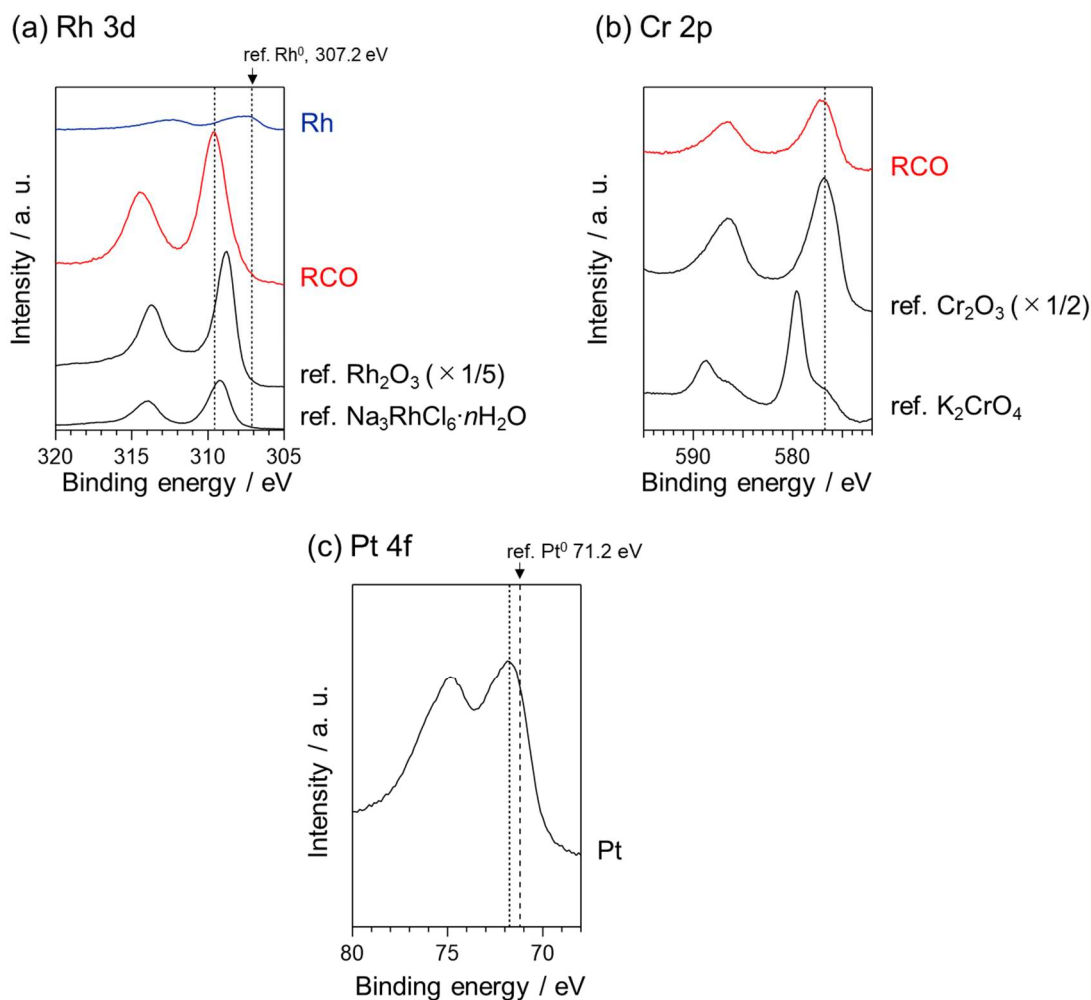 (a) Rh 3d
ref. Rh⁰, 307.2 eV
Intensity / a. u.
Rh
RCO
ref. Rh₂O₃ (×1/5)
ref. Na₃RhCl₆·nH₂O
320 315 310 305
Binding energy / eV
(b) Cr 2p
Intensity / a. u.
RCO
ref. Cr₂O₃ (×1/2)
ref. K₂CrO₄
590 580
Binding energy / eV
(c) Pt 4f
ref. Pt⁰ 71.2 eV
Intensity / a. u.
Pt
80 75 70
Binding energy / eV